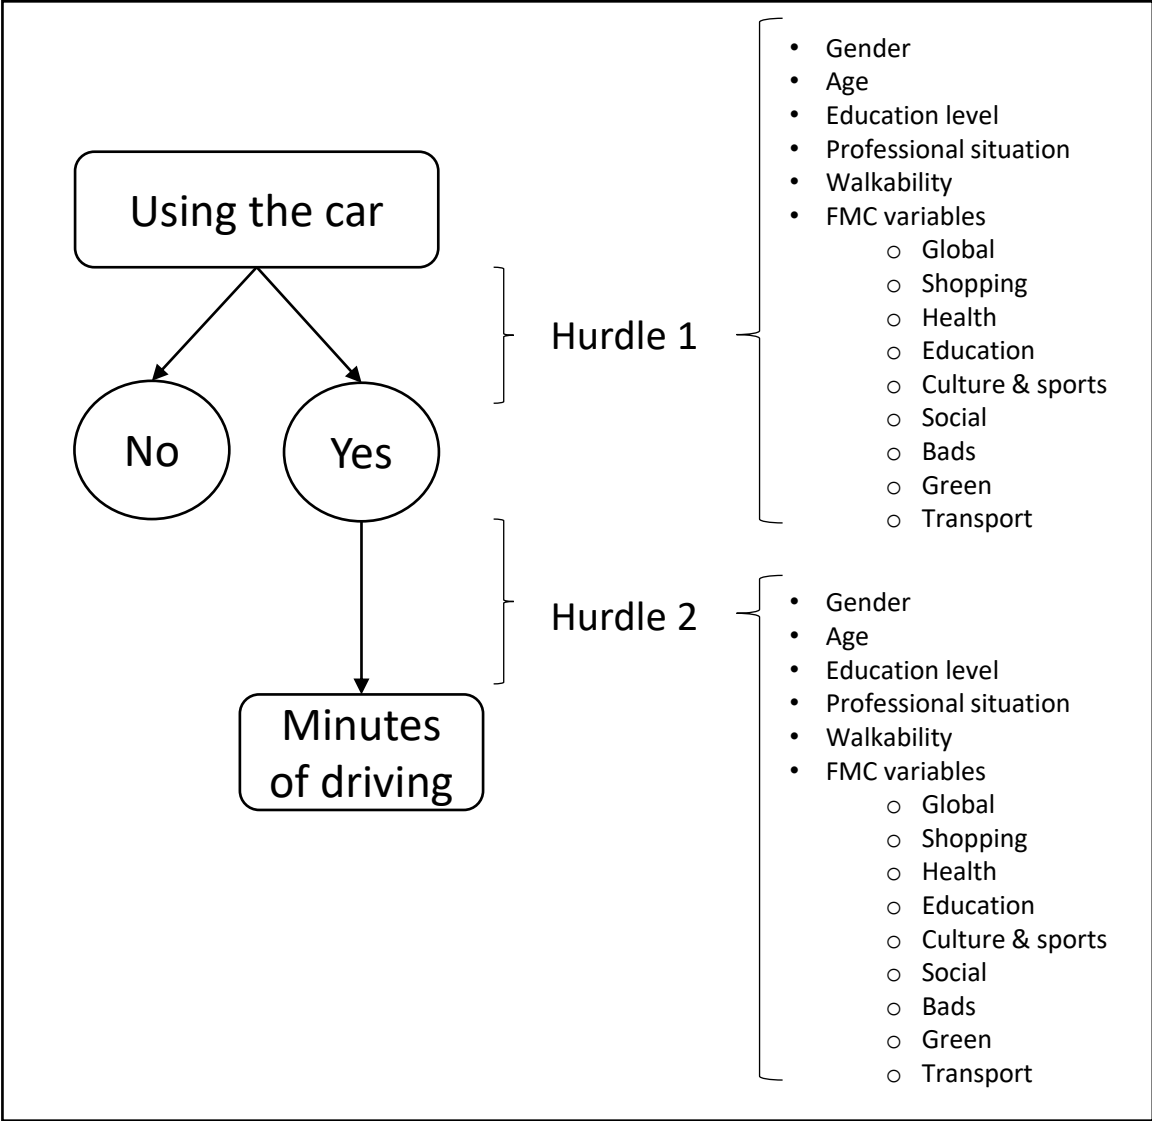 Using the car
No
Yes
Minutes
of driving
Hurdle 1
• Gender
• Age
• Education level
• Professional situation
• Walkability
• FMC variables
o Global
o Shopping
o Health
o Education
o Culture & sports
o Social
o Bads
o Green
o Transport
Hurdle 2
• Gender
• Age
• Education level
• Professional situation
• Walkability
• FMC variables
o Global
o Shopping
o Health
o Education
o Culture & sports
o Social
o Bads
o Green
o Transport